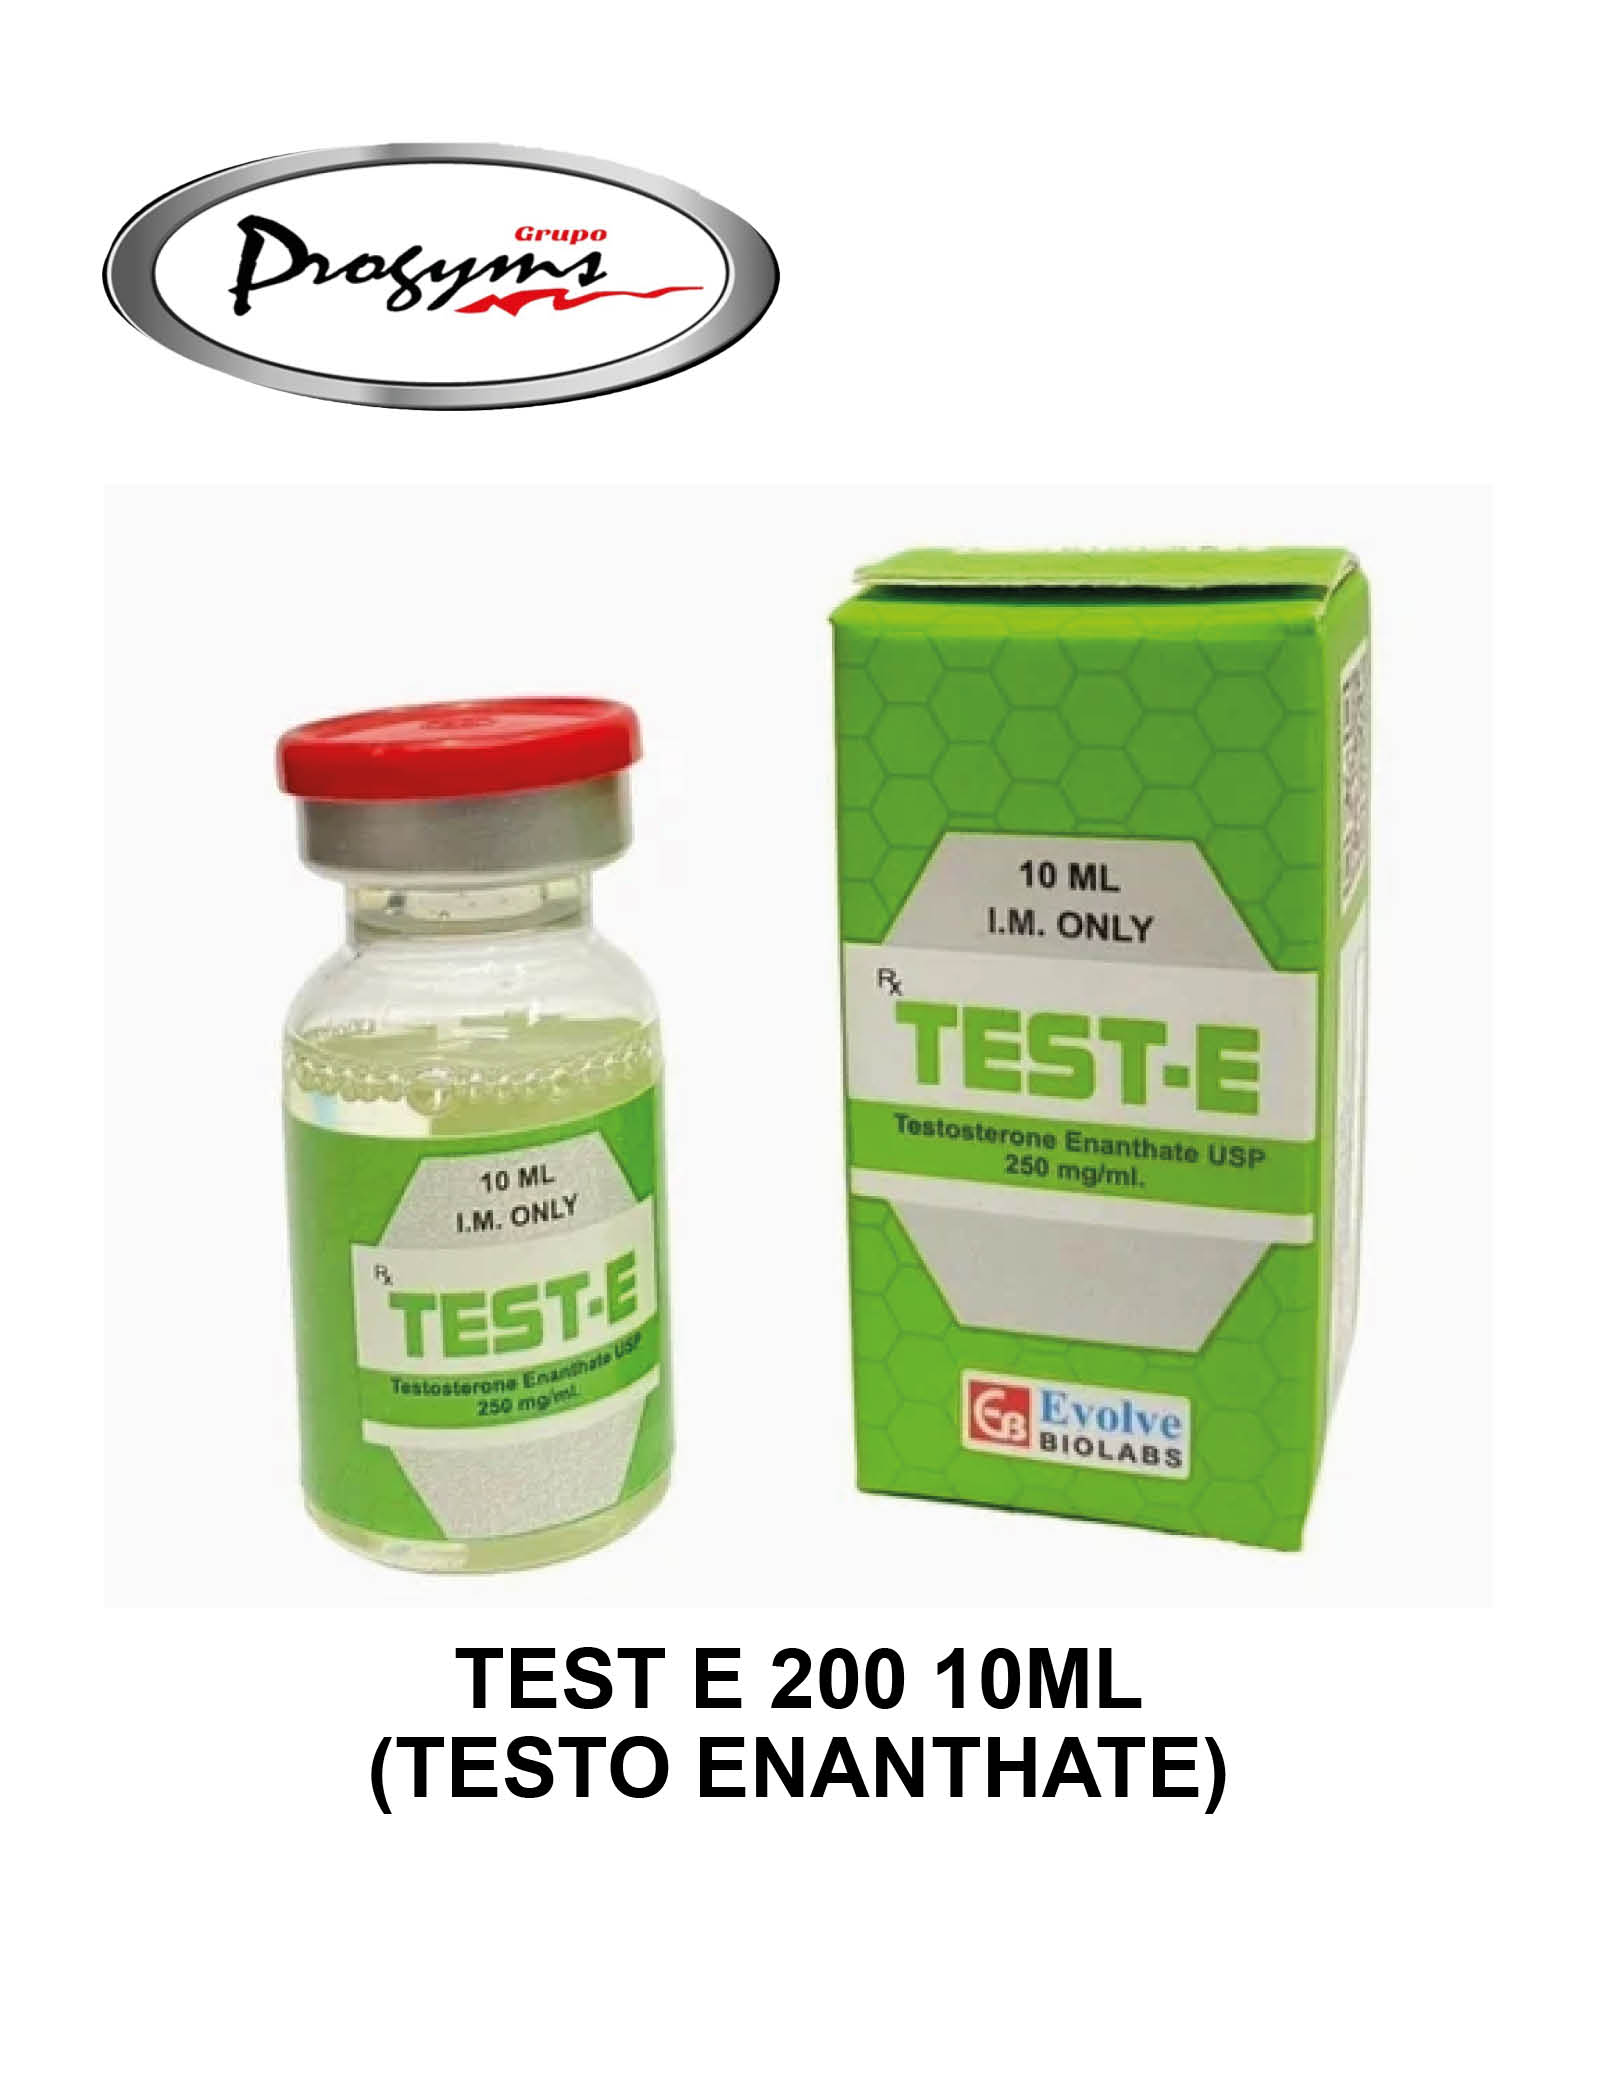 Grupo
Progyms
10 ML
I.M. ONLY
Rx
TEST-E
Testosterone Enanthate USP
250 mg/ml.
10 ML
I.M. ONLY
Rx
TEST-E
Testosterone Enanthate USP
250 mg/ml.
EB
Evolve
BIOLABS
TEST E 200 10ML
(TESTO ENANTHATE)